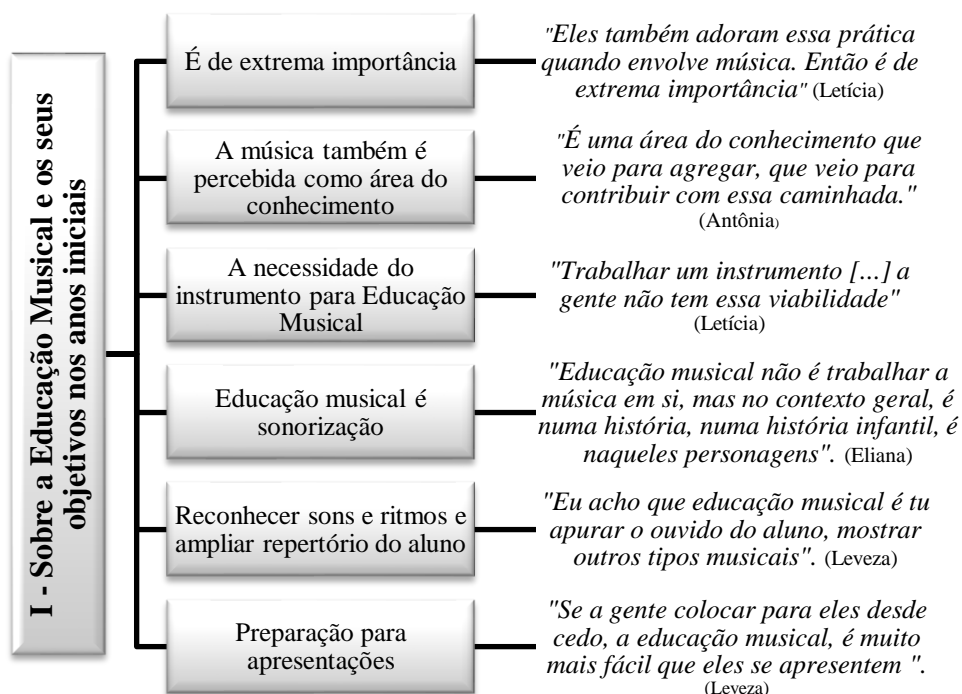 I - Sobre a Educação Musical e os seus
objetivos nos anos iniciais
É de extrema importância
"Eles também adoram essa prática
quando envolve música. Então é de
extrema importância" (Letícia)
A música também é
percebida como área do
conhecimento
"É uma área do conhecimento que
veio para agregar, que veio para
contribuir com essa caminhada."
(Antônia)
A necessidade do
instrumento para Educação
Musical
"Trabalhar um instrumento [...] a
gente não tem essa viabilidade"
(Letícia)
Educação musical é
sonorização
"Educação musical não é trabalhar a
música em si, mas no contexto geral, é
numa história, numa história infantil, é
naqueles personagens". (Eliana)
Reconhecer sons e ritmos e
ampliar repertório do aluno
"Eu acho que educação musical é tu
apurar o ouvido do aluno, mostrar
outros tipos musicais". (Leveza)
Preparação para
apresentações
"Se a gente colocar para eles desde
cedo, a educação musical, é muito
mais fácil que eles se apresentem ".
(Leveza)